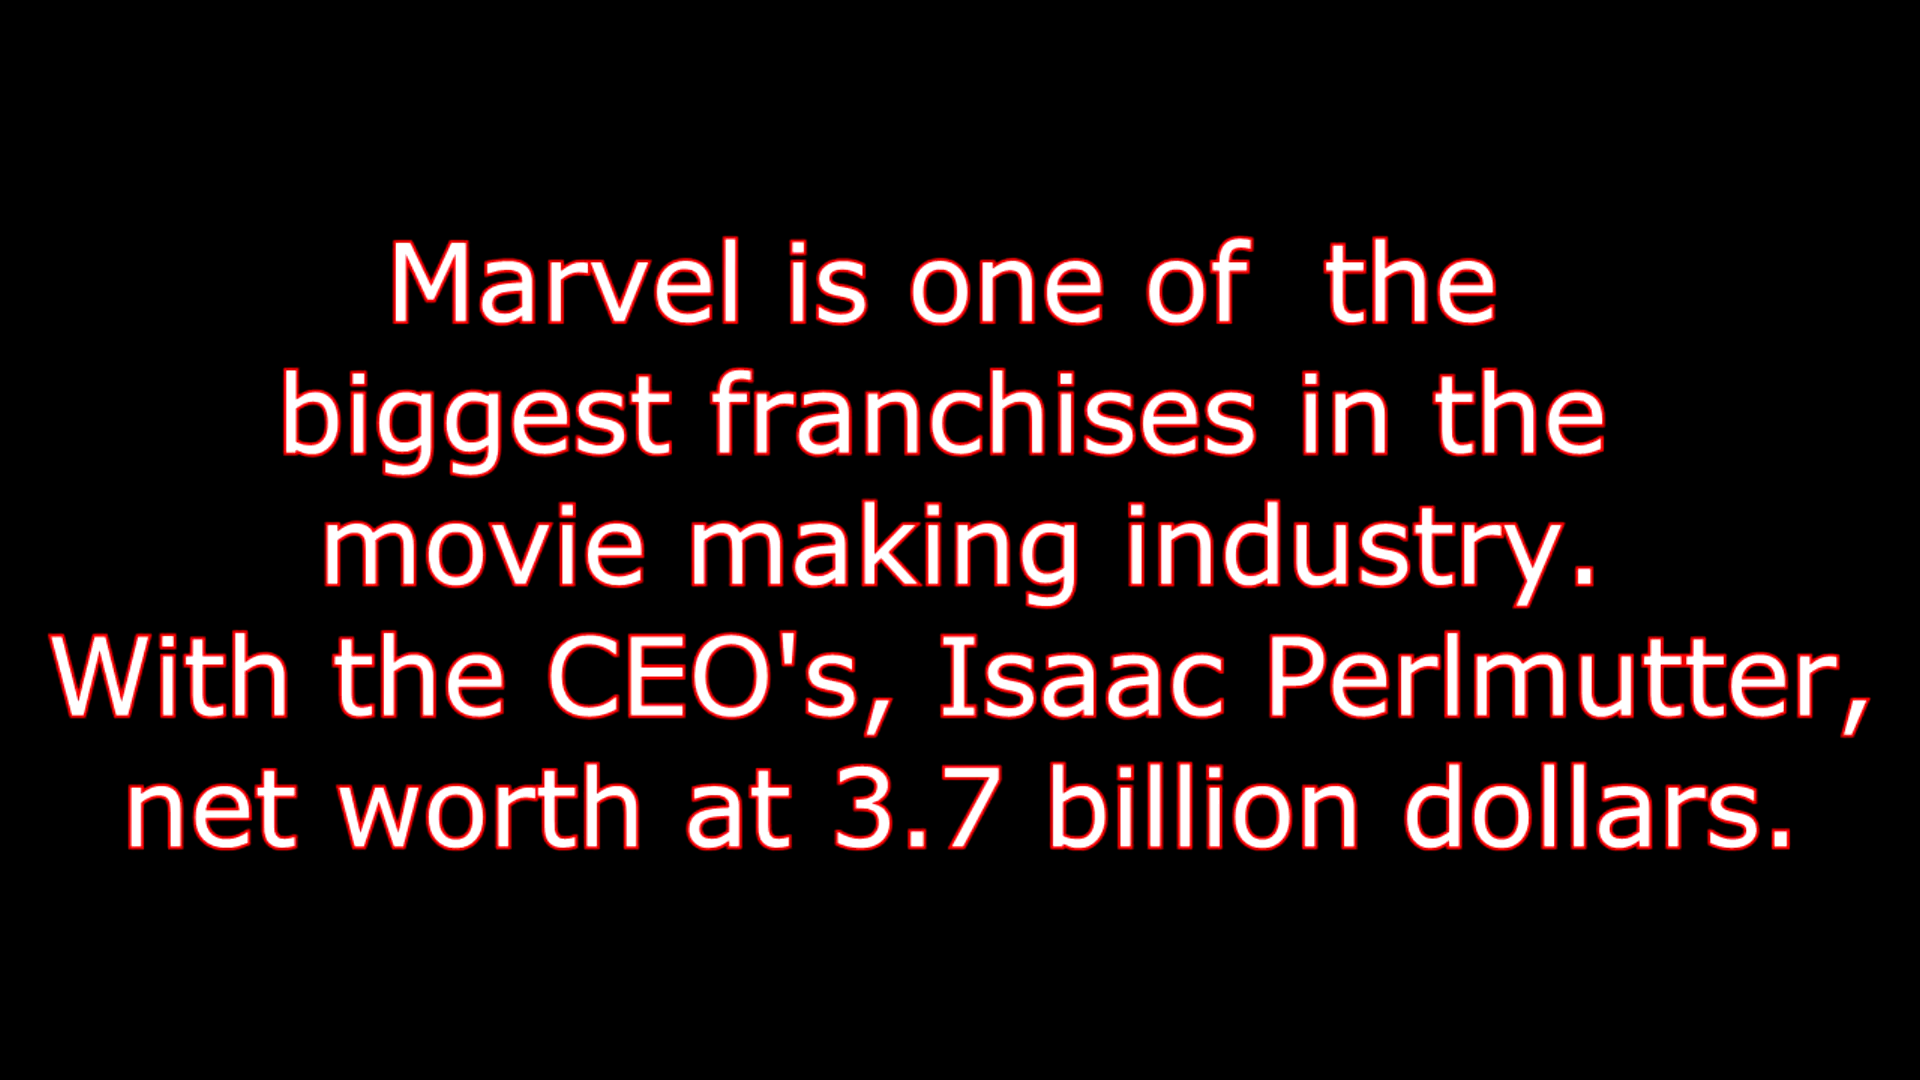 Marvel is one of  the
biggest franchises in the
movie making industry.
With the CEO's, Isaac Perlmutter,
net worth at 3.7 billion dollars.